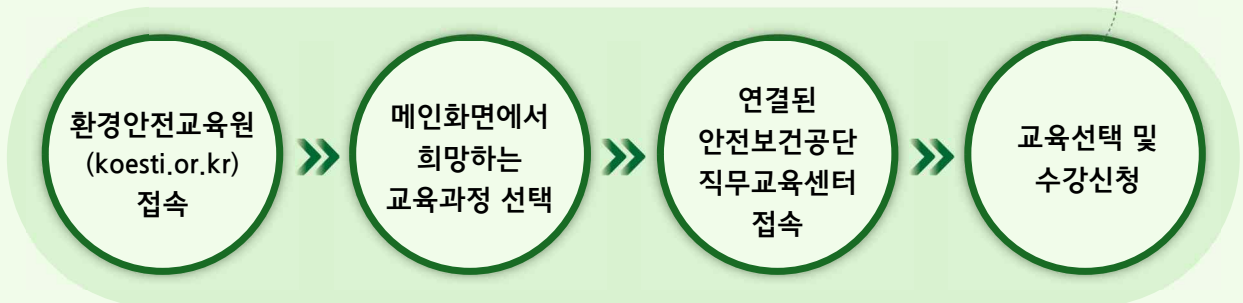 환경안전교육원
(koesti.or.kr)
접속
메인화면에서
희망하는
교육과정 선택
연결된
안전보건공단
직무교육센터
접속
교육선택 및
수강신청